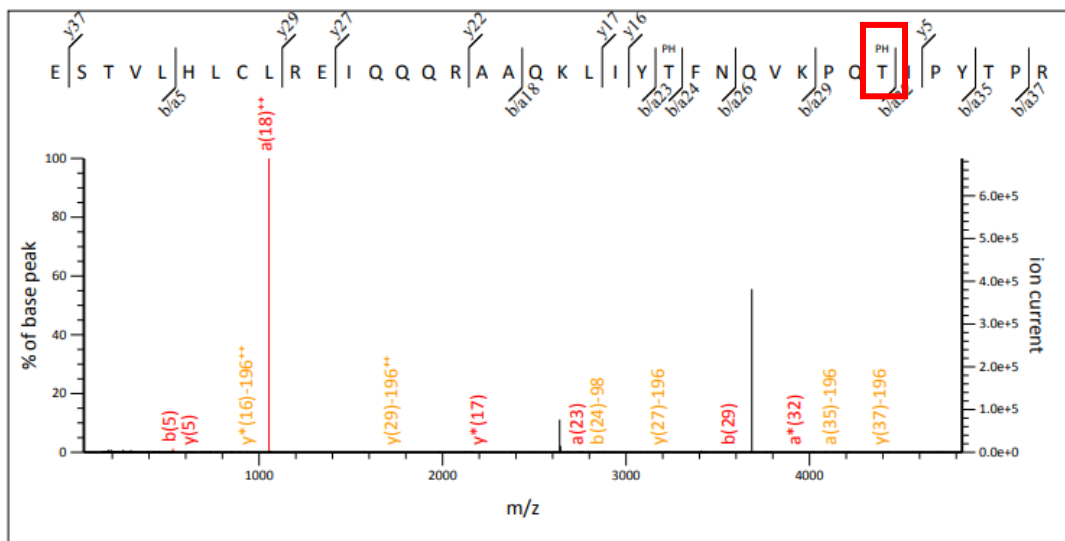 y37 y29 y27 y22 y17 y16 y5
PH PH
E S T V L H L C L R E I Q Q Q R A A Q K L I Y T F N Q V K P Q T I P Y T P R
b/a5 b/a18 b/a23 b/a24 b/a26 b/a29 b/a32 b/a35 b/a37
% of base peak
100
80
60
40
20
0
b(5)
y(5)
y*(16)-196++
a(18)++
y(29)-196++
y*(17)
a(23)
b(24)-98
y(27)-196
b(29)
a*(32)
a(35)-196
y(37)-196
6.0e+5
5.0e+5
4.0e+5
3.0e+5
2.0e+5
1.0e+5
0.0e+0
ion current
1000 2000 3000 4000
m/z